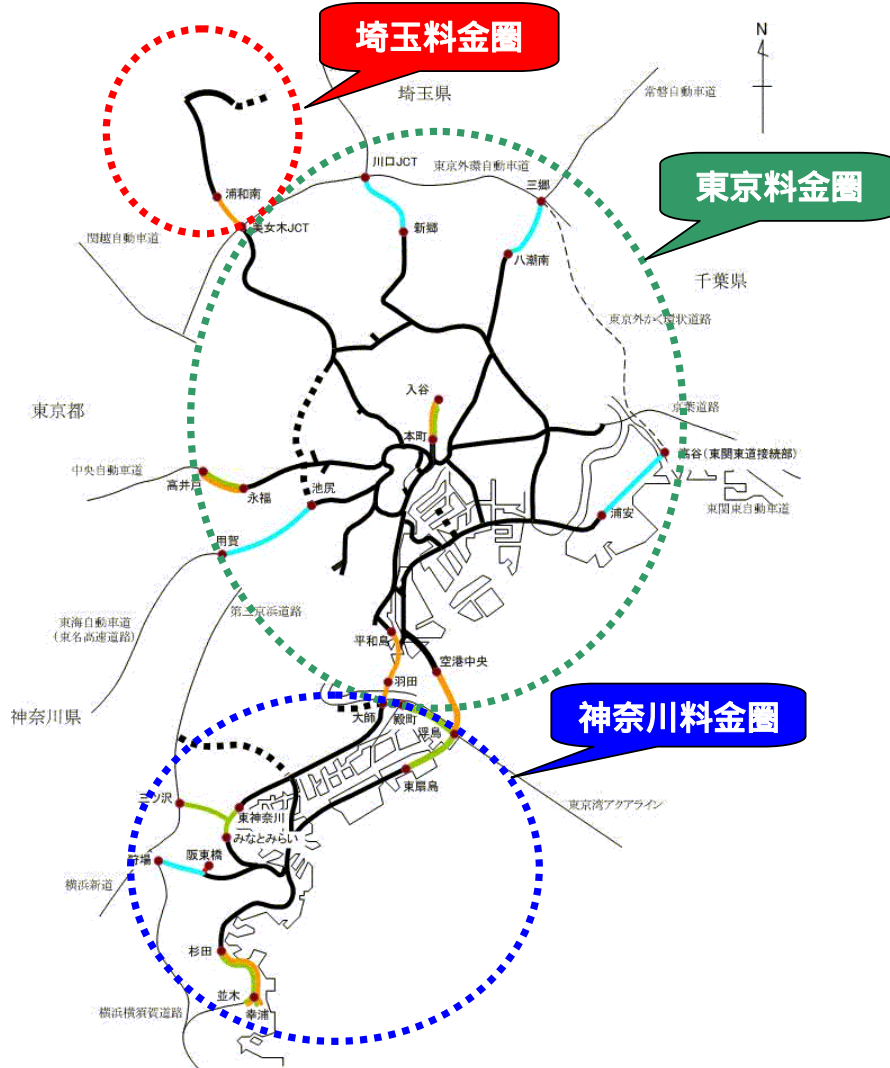 埼玉料金圏
N
埼玉県
常磐自動車道
川口JCT
東京外環自動車道
三郷
東京料金圏
浦和南
美女木JCT
新郷
関越自動車道
八潮南
千葉県
東京外かく環状道路
入谷
東京都
京葉道路
本町
高谷(東関東道接続部)
中央自動車道
高井戸
永福
池尻
東関東自動車道
浦安
用賀
第三京浜道路
東海自動車道
(東名高速道路)
平和島
空港中央
羽田
神奈川県
大師
殿町
神奈川料金圏
浮島
東扇島
三ツ沢
東神奈川
東京湾アクアライン
みなとみらい
狩場
阪東橋
横浜新道
杉田
並木
横浜横須賀道路
幸浦